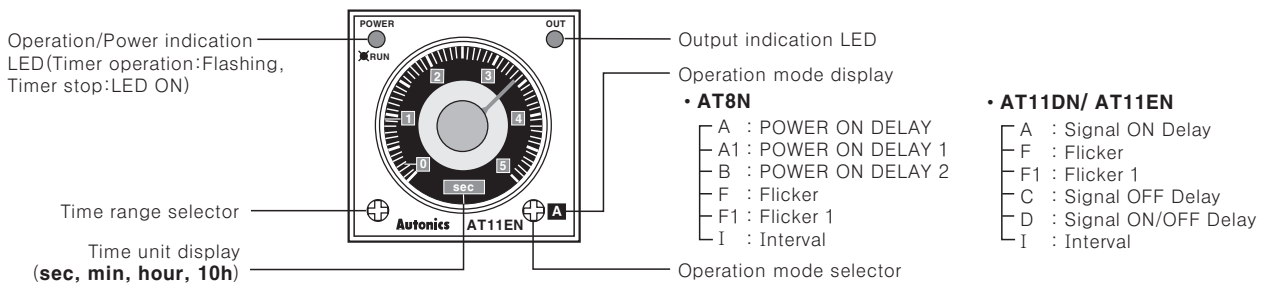 Operation/Power indication
LED(Timer operation:Flashing,
Timer stop:LED ON)
Time range selector
Time unit display
(sec, min, hour, 10h)
POWER
OUT
RUN
0
1
2
3
4
5
sec
Autonics AT11EN
A
Output indication LED
Operation mode display
• AT8N
A : POWER ON DELAY
A1 : POWER ON DELAY 1
B : POWER ON DELAY 2
F : Flicker
F1 : Flicker 1
I : Interval
Operation mode selector
• AT11DN/ AT11EN
A : Signal ON Delay
F : Flicker
F1 : Flicker 1
C : Signal OFF Delay
D : Signal ON/OFF Delay
I : Interval